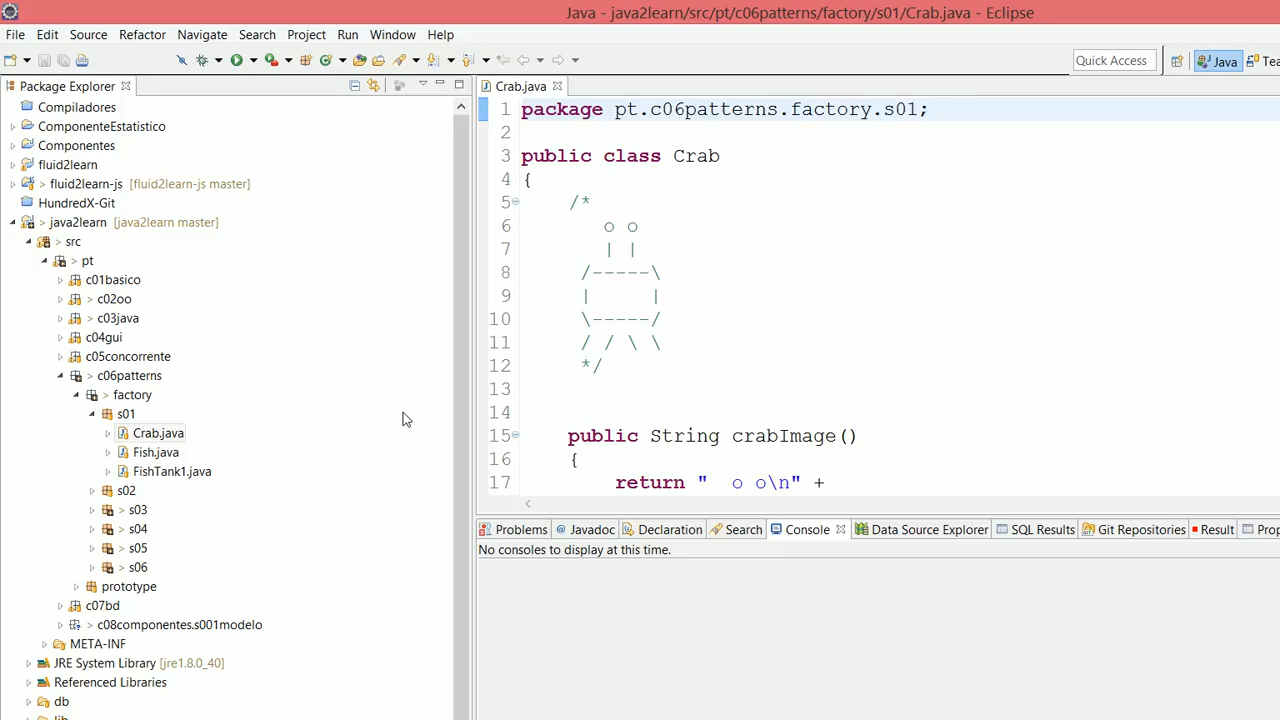 Java - java2learn/src/pt/c06patterns/factory/s01/Crab.java - Eclipse
File Edit Source Refactor Navigate Search Project Run Window Help
Quick Access Java Tea
Package Explorer
Compiladores
ComponenteEstatistico
Componentes
fluid2learn
> fluid2learn-js [fluid2learn-js master]
HundredX-Git
> java2learn [java2learn master]
> src
> pt
c01basico
> c02oo
> c03java
c04gui
c05concorrente
> c06patterns
> factory
s01
Crab.java
Fish.java
FishTank1.java
s02
> s03
> s04
> s05
> s06
prototype
c07bd
> c08componentes.s001modelo
META-INF
JRE System Library [jre1.8.0_40]
Referenced Libraries
db
lib
Crab.java
1 package pt.c06patterns.factory.s01;
2
3 public class Crab
4 {
5 /*
6 o o
7 | |
8 /-----\
9 |     |
10 \-----/
11 / / \ \
12 */
13
14
15 public String crabImage()
16 {
17 return "  o o\n" +
Problems Javadoc Declaration Search Console Data Source Explorer SQL Results Git Repositories Result Prop
No consoles to display at this time.